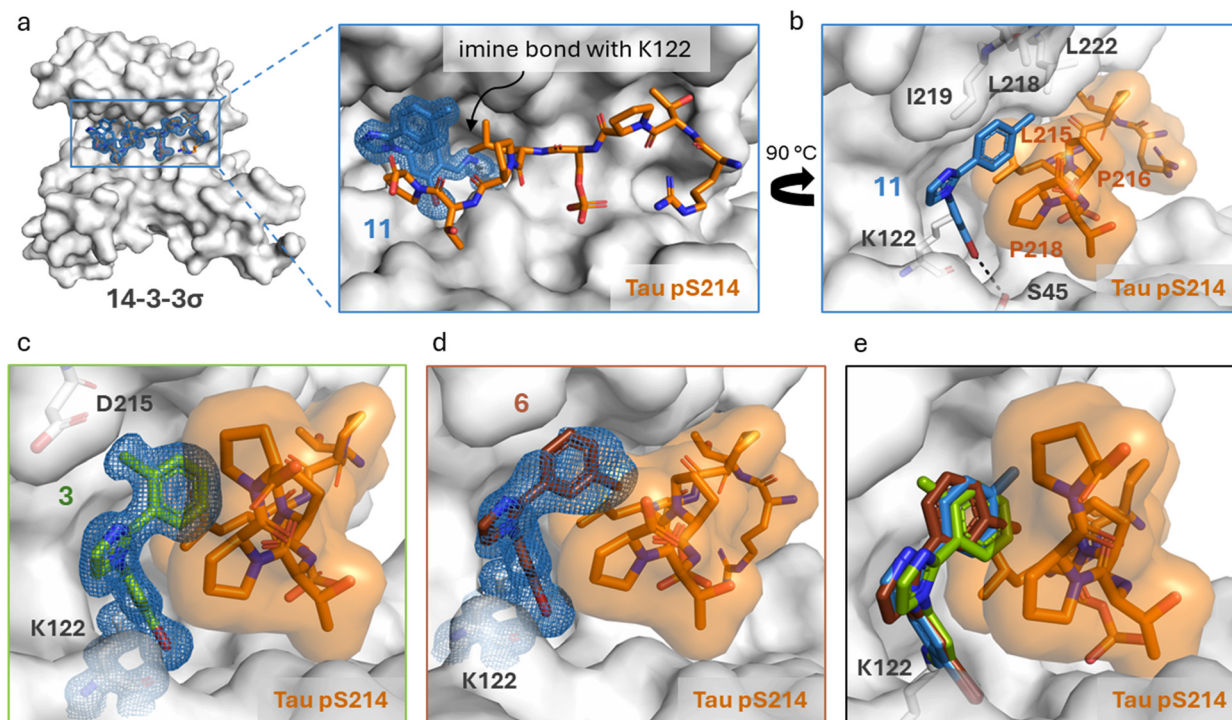 a
imine bond with K122
11
Tau pS214
14-3-3σ
90 °C
b
L222
L218
I219
L215
11
P216
K122
P218
S45
Tau pS214
c
D215
3
K122
Tau pS214
d
6
K122
Tau pS214
e
K122
Tau pS214